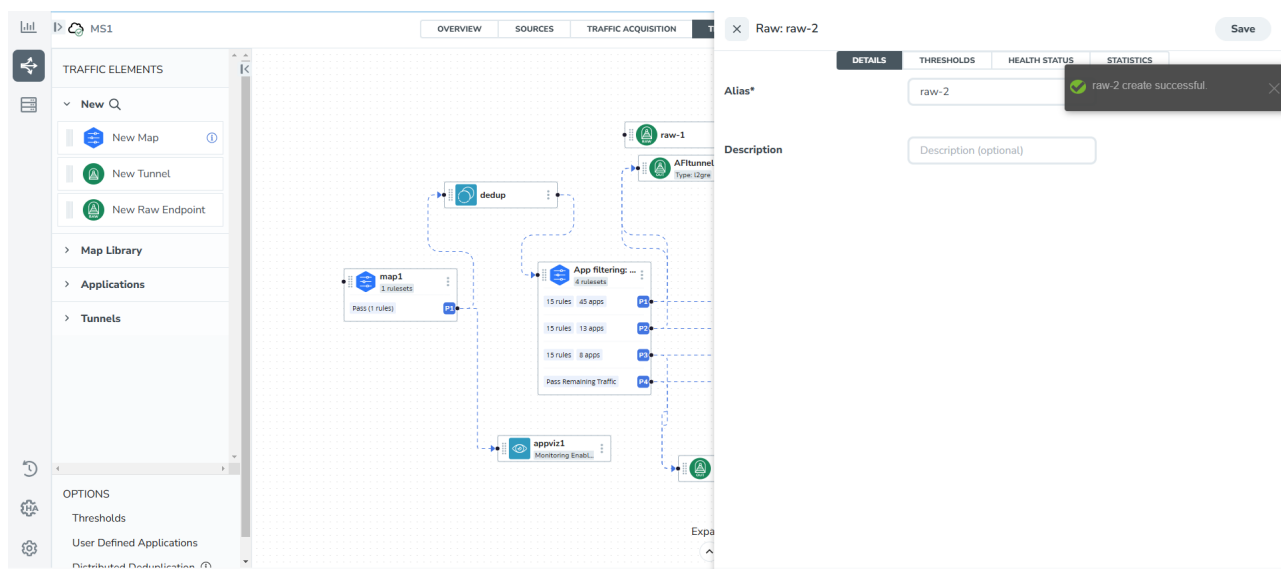 MS1
OVERVIEW
SOURCES
TRAFFIC ACQUISITION
Raw: raw-2
Save
TRAFFIC ELEMENTS
New
New Map
New Tunnel
New Raw Endpoint
Map Library
Applications
Tunnels
OPTIONS
Thresholds
User Defined Applications
Distributed Deduplication
raw-1
AFItunnel
Type: l2gre
dedup
map1
1 rulesets
Pass (1 rules)
P1
App filtering: ...
4 rulesets
15 rules 45 apps P1
15 rules 13 apps P2
15 rules 8 apps P3
Pass Remaining Traffic P4
appviz1
Monitoring Enabl...
Expa
DETAILS
THRESHOLDS
HEALTH STATUS
STATISTICS
raw-2 create successful.
Alias*
raw-2
Description
Description (optional)
HA